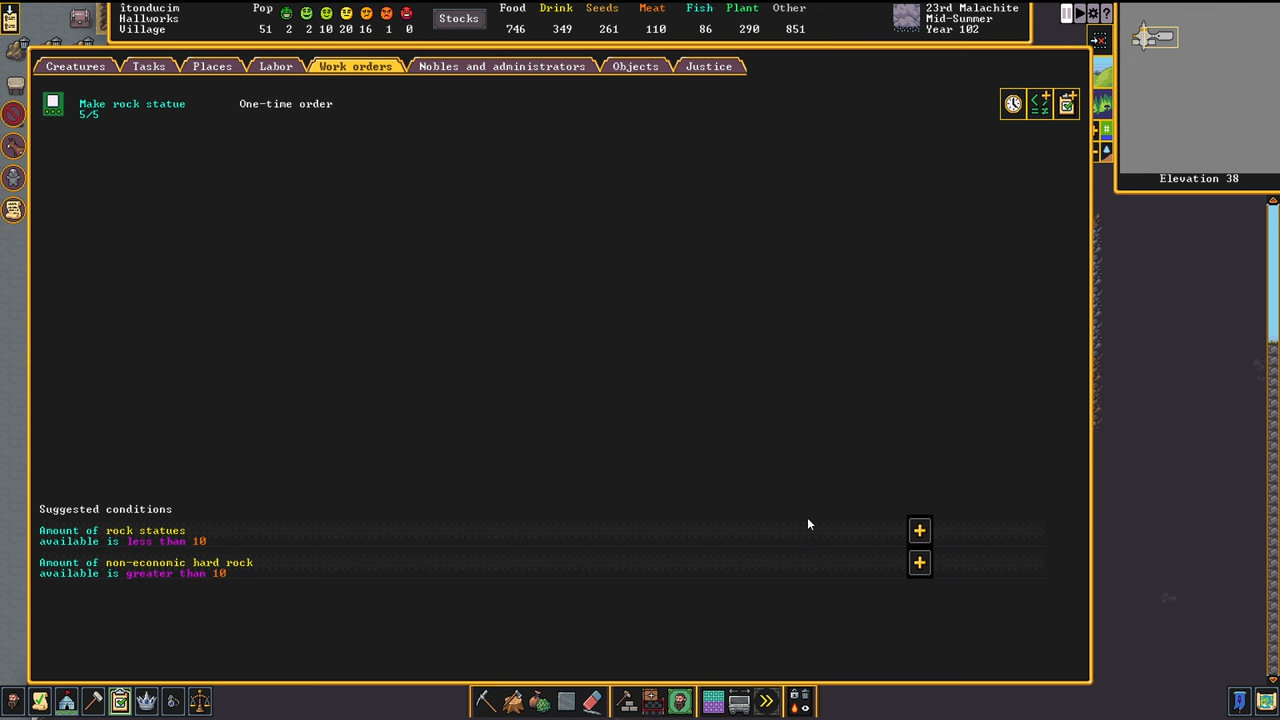 itonducim
Hallworks
Village
Pop
51 2 2 10 20 16 1 0
Stocks
Food Drink Seeds Meat Fish Plant Other
746 349 261 110 86 290 851
23rd Malachite
Mid-Summer
Year 102
Creatures Tasks Places Labor Work orders Nobles and administrators Objects Justice
Make rock statue One-time order
5/5
Elevation 38
Suggested conditions
Amount of rock statues
available is less than 10
Amount of non-economic hard rock
available is greater than 10